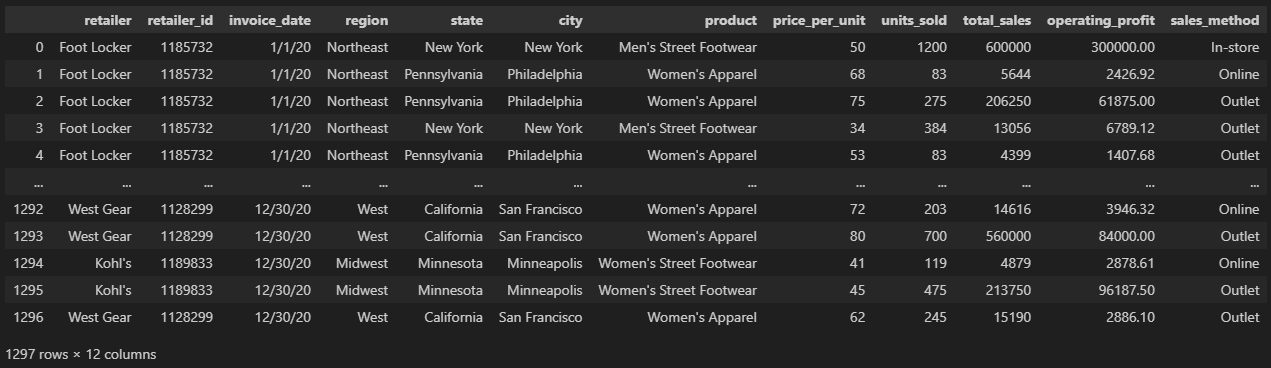 retailer retailer_id invoice_date region state city product price_per_unit units_sold total_sales operating_profit sales_method
0 Foot Locker 1185732 1/1/20 Northeast New York New York Men's Street Footwear 50 1200 600000 300000.00 In-store
1 Foot Locker 1185732 1/1/20 Northeast Pennsylvania Philadelphia Women's Apparel 68 83 5644 2426.92 Online
2 Foot Locker 1185732 1/1/20 Northeast Pennsylvania Philadelphia Women's Apparel 75 275 206250 61875.00 Outlet
3 Foot Locker 1185732 1/1/20 Northeast New York New York Men's Street Footwear 34 384 13056 6789.12 Outlet
4 Foot Locker 1185732 1/1/20 Northeast Pennsylvania Philadelphia Women's Apparel 53 83 4399 1407.68 Outlet
... ... ... ... ... ... ... ... ... ... ... ... ...
1292 West Gear 1128299 12/30/20 West California San Francisco Women's Apparel 72 203 14616 3946.32 Online
1293 West Gear 1128299 12/30/20 West California San Francisco Women's Apparel 80 700 560000 84000.00 Outlet
1294 Kohl's 1189833 12/30/20 Midwest Minnesota Minneapolis Women's Street Footwear 41 119 4879 2878.61 Online
1295 Kohl's 1189833 12/30/20 Midwest Minnesota Minneapolis Women's Street Footwear 45 475 213750 96187.50 Outlet
1296 West Gear 1128299 12/30/20 West California San Francisco Women's Apparel 62 245 15190 2886.10 Outlet
1297 rows × 12 columns